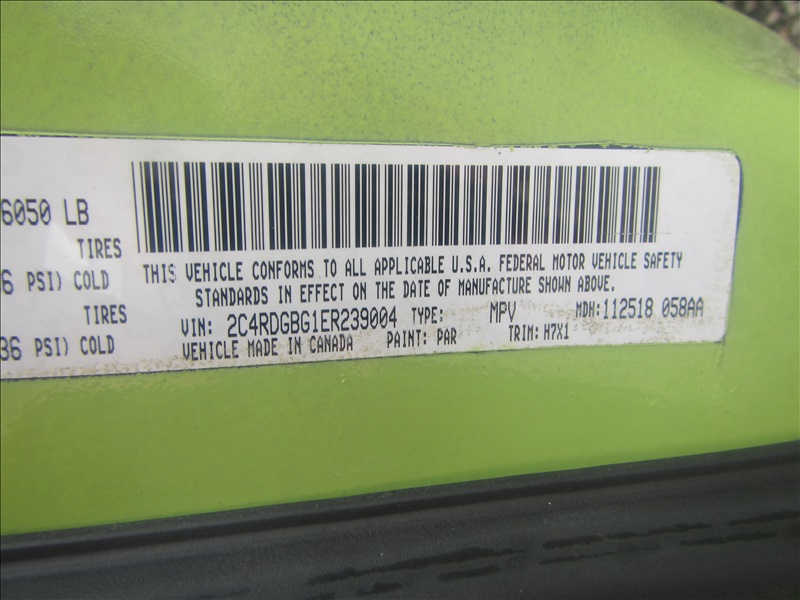 6050 LB
TIRES
6 PSI) COLD
TIRES
36 PSI) COLD
THIS VEHICLE CONFORMS TO ALL APPLICABLE U.S.A. FEDERAL MOTOR VEHICLE SAFETY
STANDARDS IN EFFECT ON THE DATE OF MANUFACTURE SHOWN ABOVE.
VIN: 2C4RDGBG1ER239004 TYPE: MPV MDH: 112518 058AA
VEHICLE MADE IN CANADA PAINT: PAR TRIM: H7X1